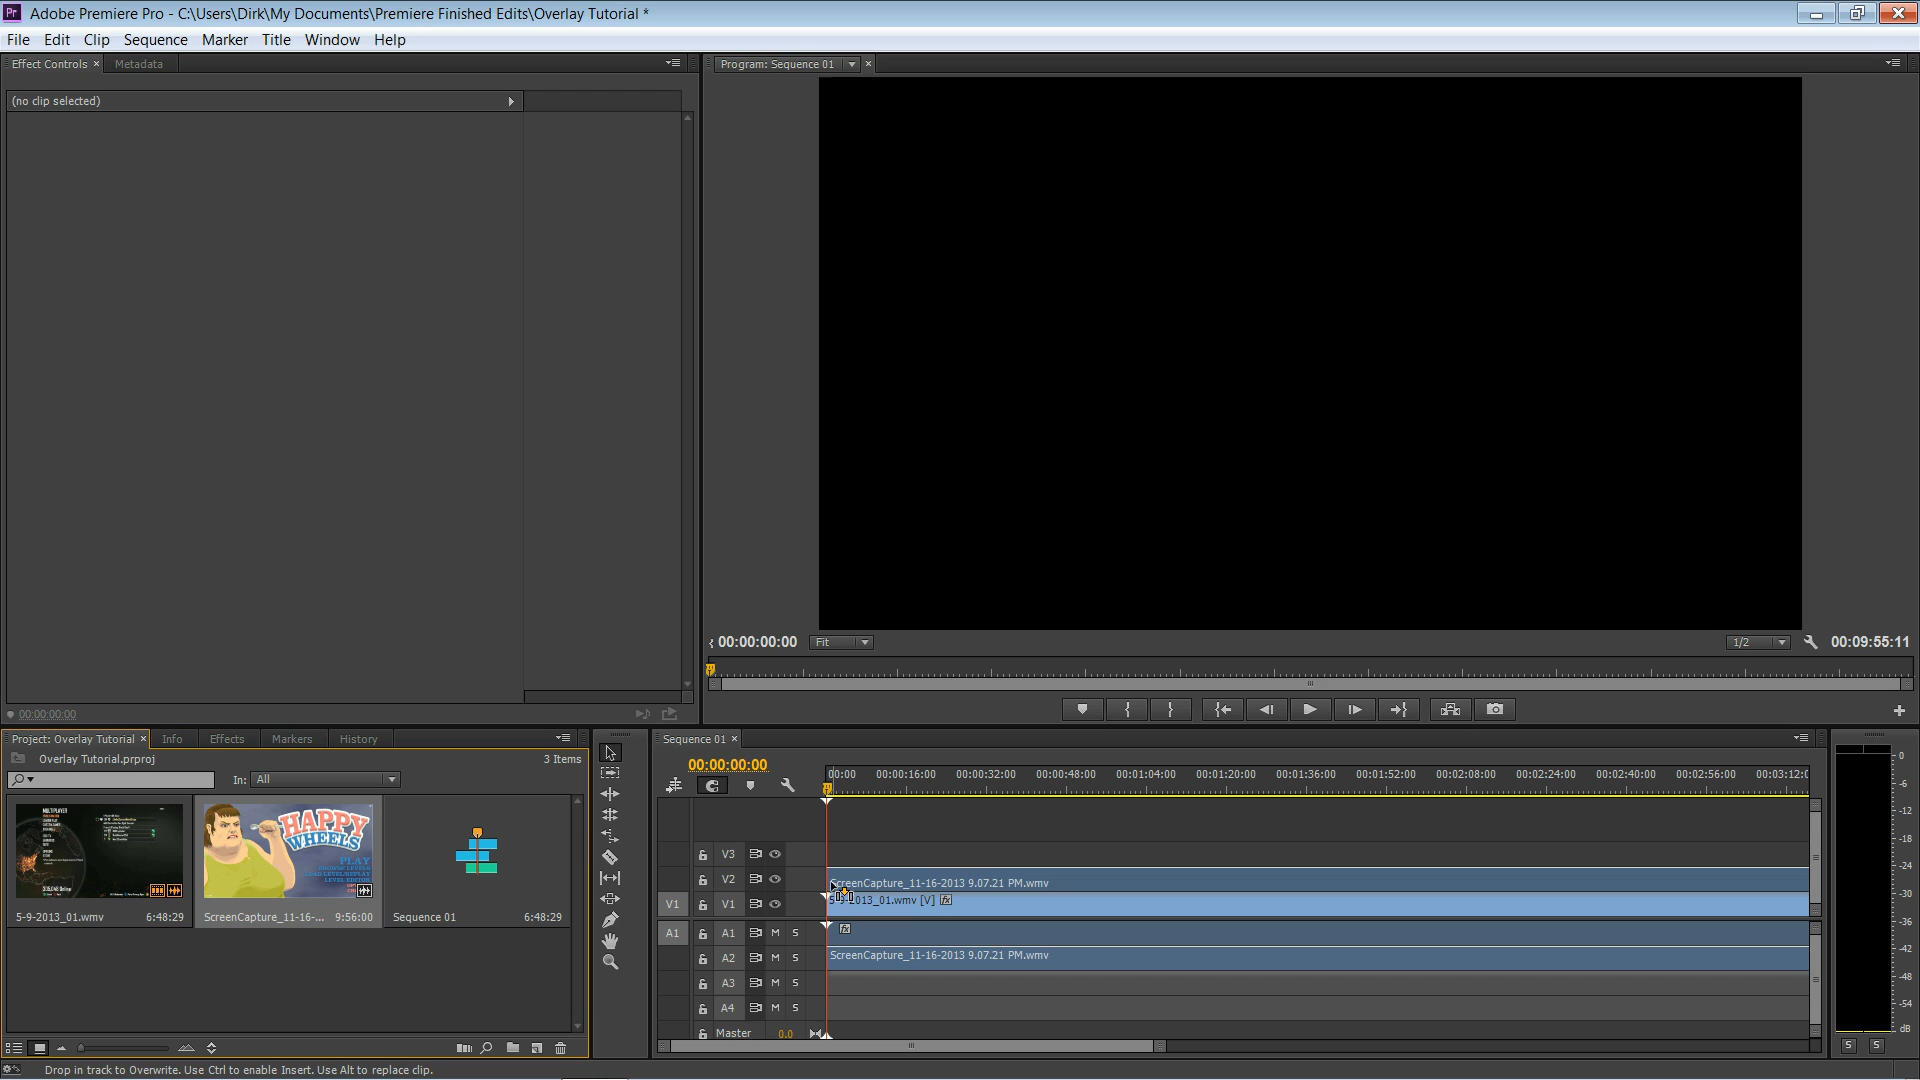 Adobe Premiere Pro - C:\Users\Dirk\My Documents\Premiere Finished Edits\Overlay Tutorial *
File Edit Clip Sequence Marker Title Window Help
Effect Controls × Metadata
Program: Sequence 01
(no clip selected)
00:00:00:00 Fit 1/2 00:09:55:11
00:00:00:00
Project: Overlay Tutorial × Info Effects Markers History
Overlay Tutorial.prproj 3 Items
In: All
MULTIPLAYER
HAPPY WHEELS
PLAY
BROWSE LEVELS
LOAD LEVEL/REPLAY
LEVEL EDITOR
5-9-2013_01.wmv 6:48:29
ScreenCapture_11-16-... 9:56:00
Sequence 01 6:48:29
Sequence 01 ×
00:00:00:00
00:00 00:00:16:00 00:00:32:00 00:00:48:00 00:01:04:00 00:01:20:00 00:01:36:00 00:01:52:00 00:02:08:00 00:02:24:00 00:02:40:00 00:02:56:00 00:03:12:0
V3
V2 ScreenCapture_11-16-2013 9.07.21 PM.wmv
V1 V1 5-9-2013_01.wmv [V] fx
A1 A1 M S fx
A2 M S ScreenCapture_11-16-2013 9.07.21 PM.wmv
A3 M S
A4 M S
Master 0.0
0
-6
-12
-18
-24
-30
-36
-42
-48
-54
dB
S S
Drop in track to Overwrite. Use Ctrl to enable Insert. Use Alt to replace clip.